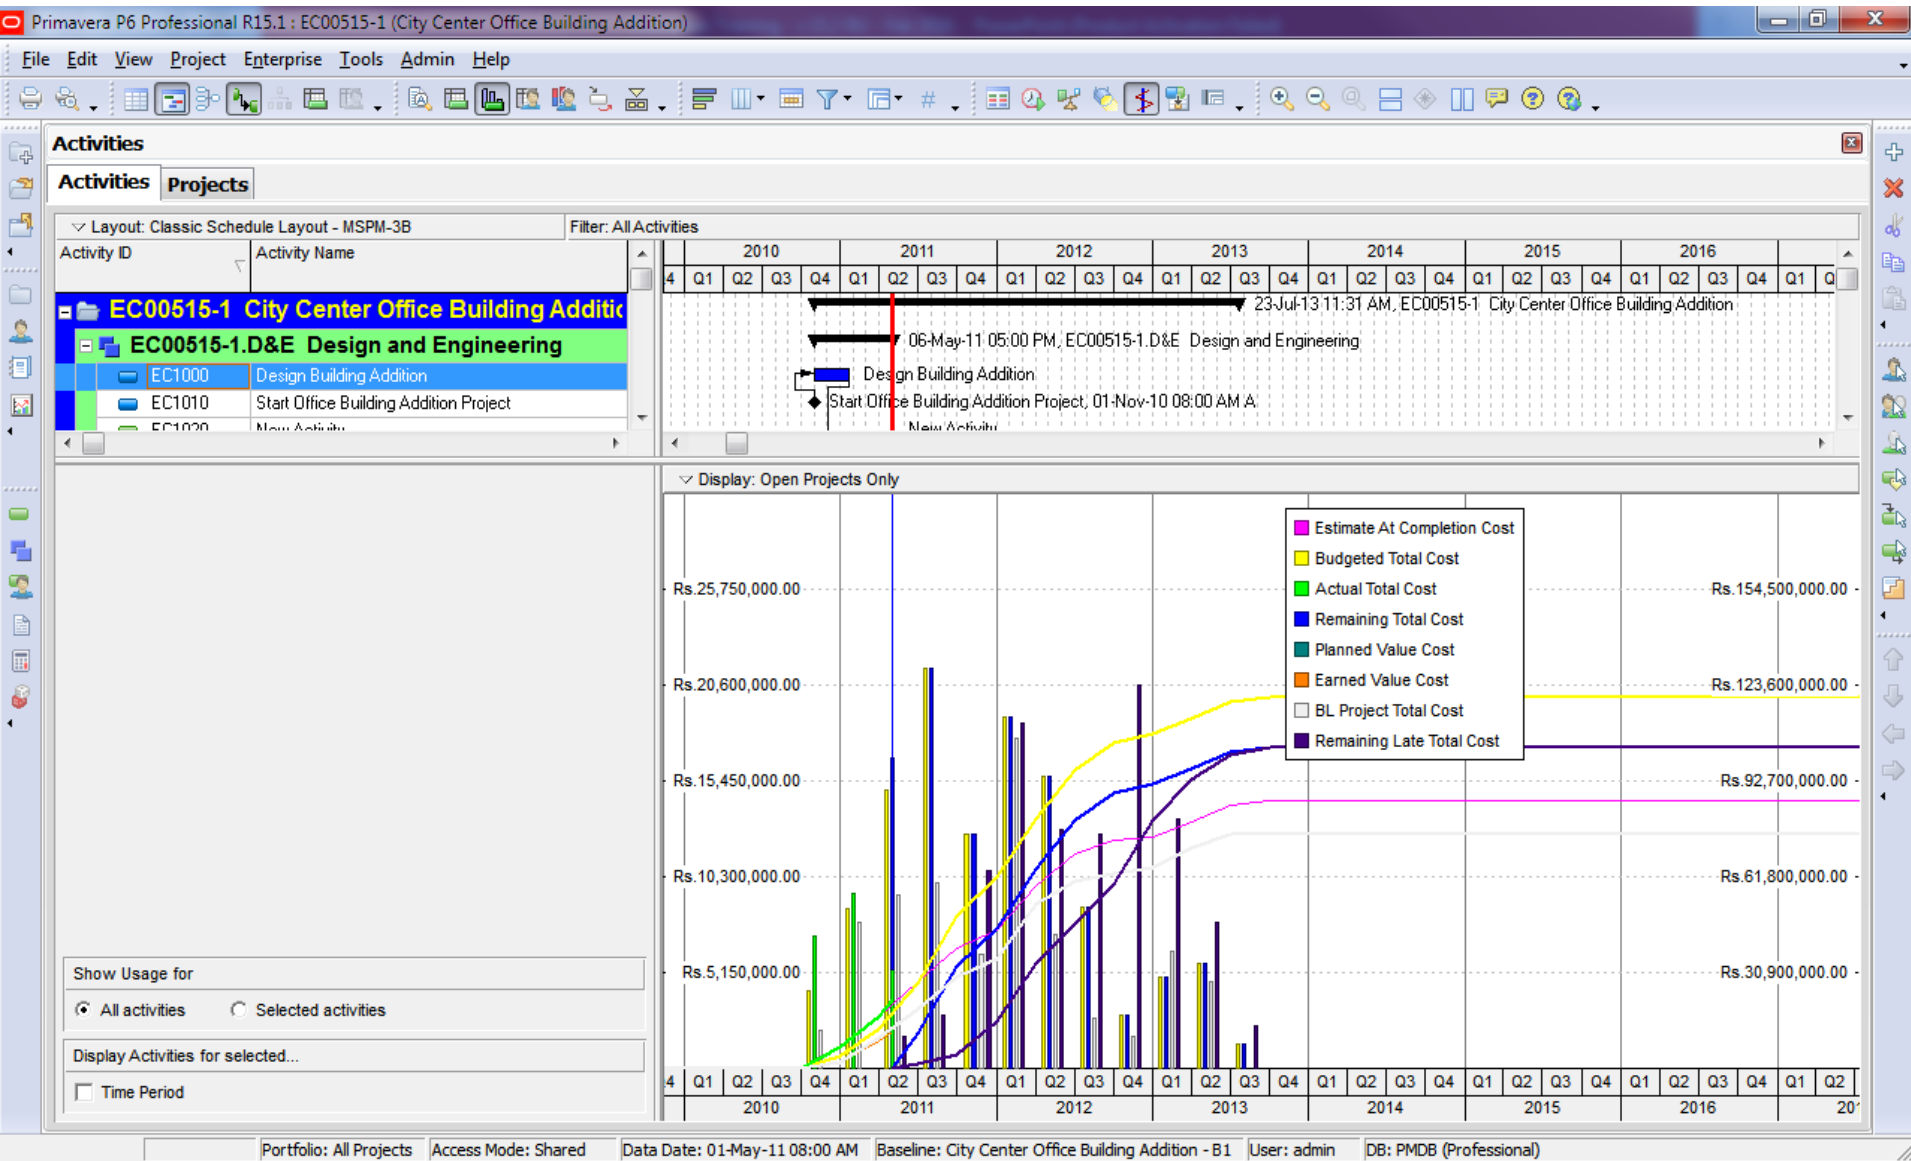 Primavera P6 Professional R15.1 : EC00515-1 (City Center Office Building Addition)
File Edit View Project Enterprise Tools Admin Help
Activities
Activities Projects
Layout: Classic Schedule Layout - MSPM-3B Filter: All Activities
Activity ID Activity Name
2010 2011 2012 2013 2014 2015 2016
4 Q1 Q2 Q3 Q4 Q1 Q2 Q3 Q4 Q1 Q2 Q3 Q4 Q1 Q2 Q3 Q4 Q1 Q2 Q3 Q4 Q1 Q2 Q3 Q4 Q1 Q2 Q3 Q4 Q1 Q
EC00515-1 City Center Office Building Additic
23-Jul-13 11:31 AM, EC00515-1 City Center Office Building Addition
EC00515-1.D&E Design and Engineering
06-May-11 05:00 PM, EC00515-1.D&E Design and Engineering
EC1000 Design Building Addition
Design Building Addition
EC1010 Start Office Building Addition Project
Start Office Building Addition Project, 01-Nov-10 08:00 AM A
EC1020 New Activity
New Activity
Display: Open Projects Only
Estimate At Completion Cost
Budgeted Total Cost
Actual Total Cost
Remaining Total Cost
Planned Value Cost
Earned Value Cost
BL Project Total Cost
Remaining Late Total Cost
Rs.25,750,000.00 Rs.154,500,000.00
Rs.20,600,000.00 Rs.123,600,000.00
Rs.15,450,000.00 Rs.92,700,000.00
Rs.10,300,000.00 Rs.61,800,000.00
Rs.5,150,000.00 Rs.30,900,000.00
Show Usage for
All activities Selected activities
Display Activities for selected...
Time Period
4 Q1 Q2 Q3 Q4 Q1 Q2 Q3 Q4 Q1 Q2 Q3 Q4 Q1 Q2 Q3 Q4 Q1 Q2 Q3 Q4 Q1 Q2 Q3 Q4 Q1 Q2 Q3 Q4 Q1 Q2
2010 2011 2012 2013 2014 2015 2016 20
Portfolio: All Projects Access Mode: Shared Data Date: 01-May-11 08:00 AM Baseline: City Center Office Building Addition - B1 User: admin DB: PMDB (Professional)